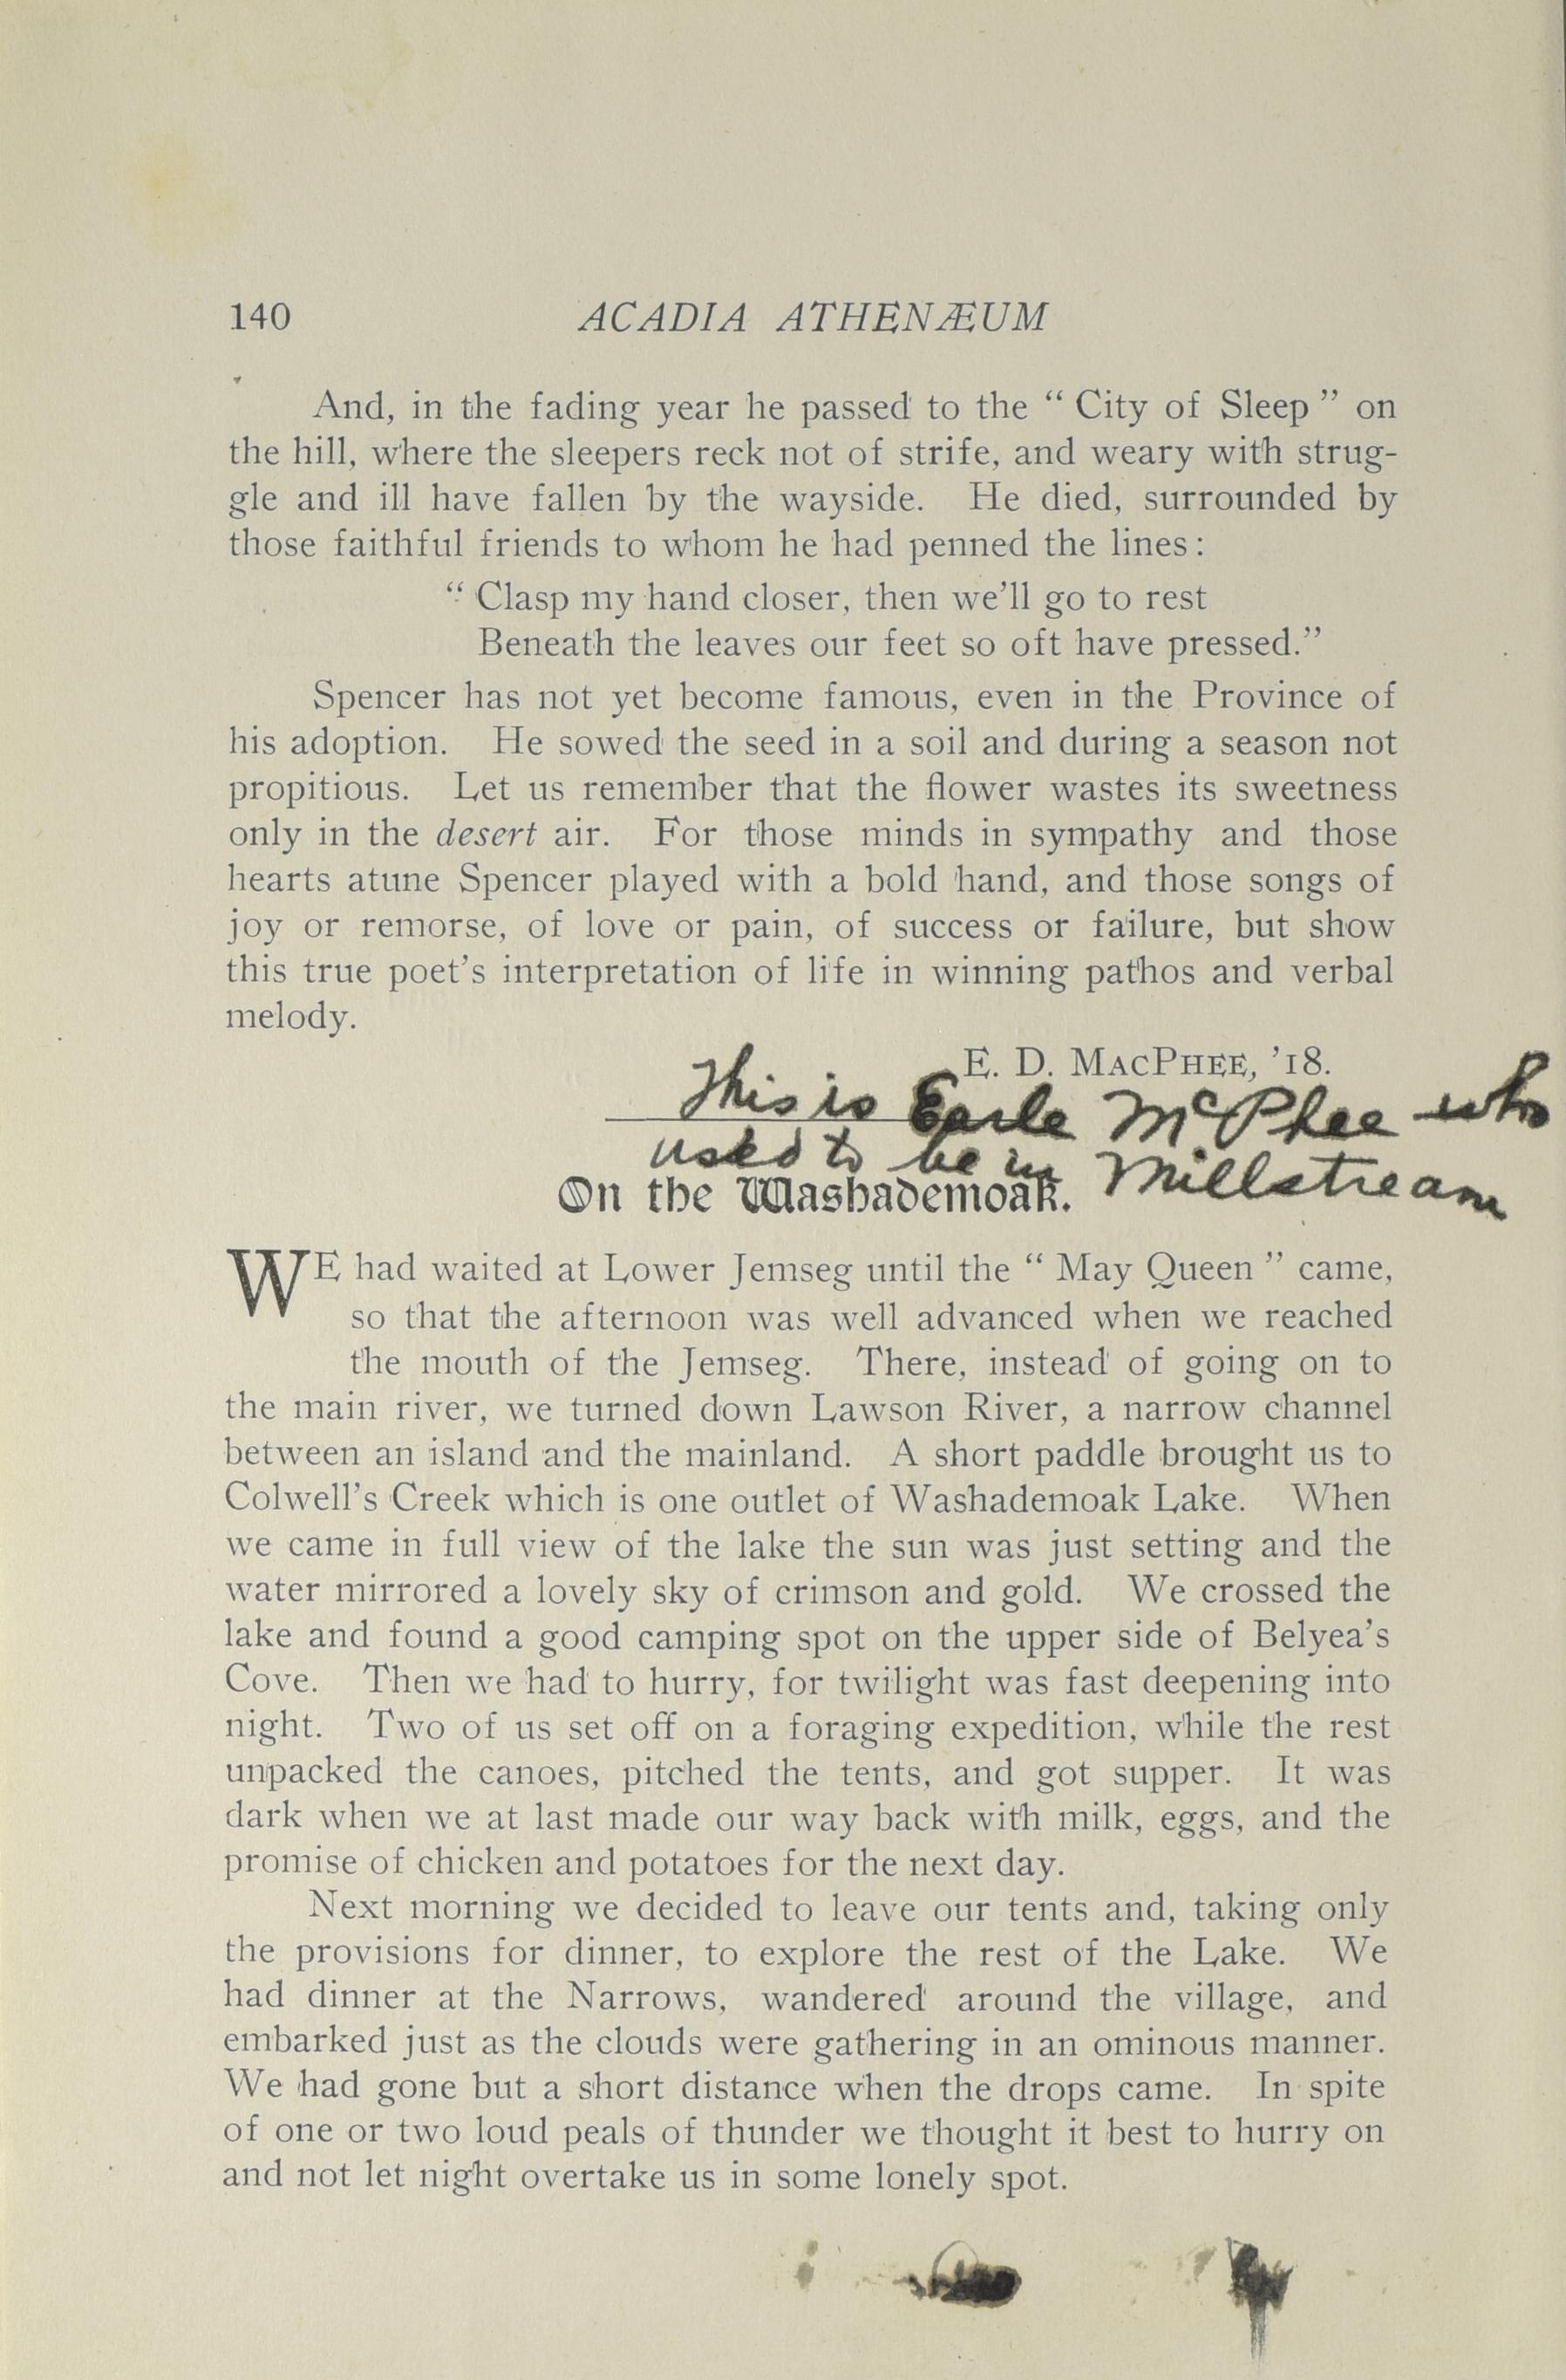 140 ACADIA ATHENÆUM
And, in the fading year he passed to the “ City of Sleep ” on
the hill, where the sleepers reck not of strife, and weary with strug-
gle and ill have fallen by the wayside. He died, surrounded by
those faithful friends to whom he had penned the lines :
“ Clasp my hand closer, then we’ll go to rest
Beneath the leaves our feet so oft have pressed.”
Spencer has not yet become famous, even in the Province of
his adoption. He sowed the seed in a soil and during a season not
propitious. Let us remember that the flower wastes its sweetness
only in the desert air. For those minds in sympathy and those
hearts atune Spencer played with a bold hand, and those songs of
joy or remorse, of love or pain, of success or failure, but show
this true poet’s interpretation of life in winning pathos and verbal
melody.
E. D. MacPhee, ’18.
This is Earle McPhee who
used to be in Millstream
On the Washademoak.
WE had waited at Lower Jemseg until the “ May Queen ” came,
so that the afternoon was well advanced when we reached
the mouth of the Jemseg. There, instead of going on to
the main river, we turned down Lawson River, a narrow channel
between an island and the mainland. A short paddle brought us to
Colwell’s Creek which is one outlet of Washademoak Lake. When
we came in full view of the lake the sun was just setting and the
water mirrored a lovely sky of crimson and gold. We crossed the
lake and found a good camping spot on the upper side of Belyea’s
Cove. Then we had to hurry, for twilight was fast deepening into
night. Two of us set off on a foraging expedition, while the rest
unpacked the canoes, pitched the tents, and got supper. It was
dark when we at last made our way back with milk, eggs, and the
promise of chicken and potatoes for the next day.
Next morning we decided to leave our tents and, taking only
the provisions for dinner, to explore the rest of the Lake. We
had dinner at the Narrows, wandered around the village, and
embarked just as the clouds were gathering in an ominous manner.
We had gone but a short distance when the drops came. In spite
of one or two loud peals of thunder we thought it best to hurry on
and not let night overtake us in some lonely spot.